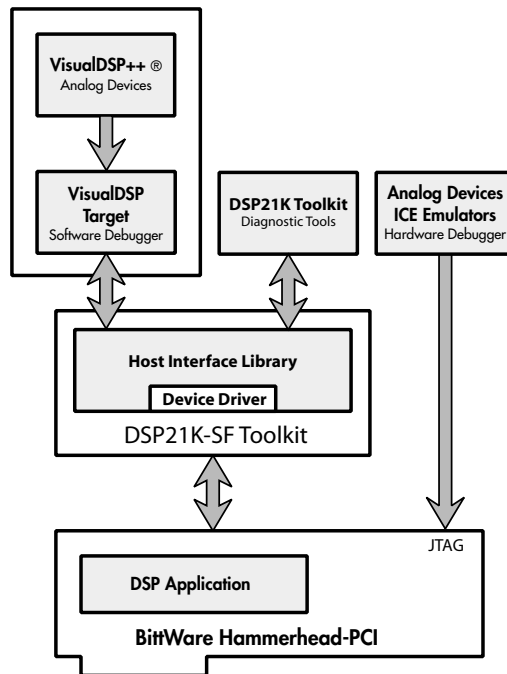 VisualDSP++ ®
Analog Devices
VisualDSP
Target
Software Debugger
DSP21K Toolkit
Diagnostic Tools
Analog Devices
ICE Emulators
Hardware Debugger
Host Interface Library
Device Driver
DSP21K-SF Toolkit
JTAG
DSP Application
BittWare Hammerhead-PCI